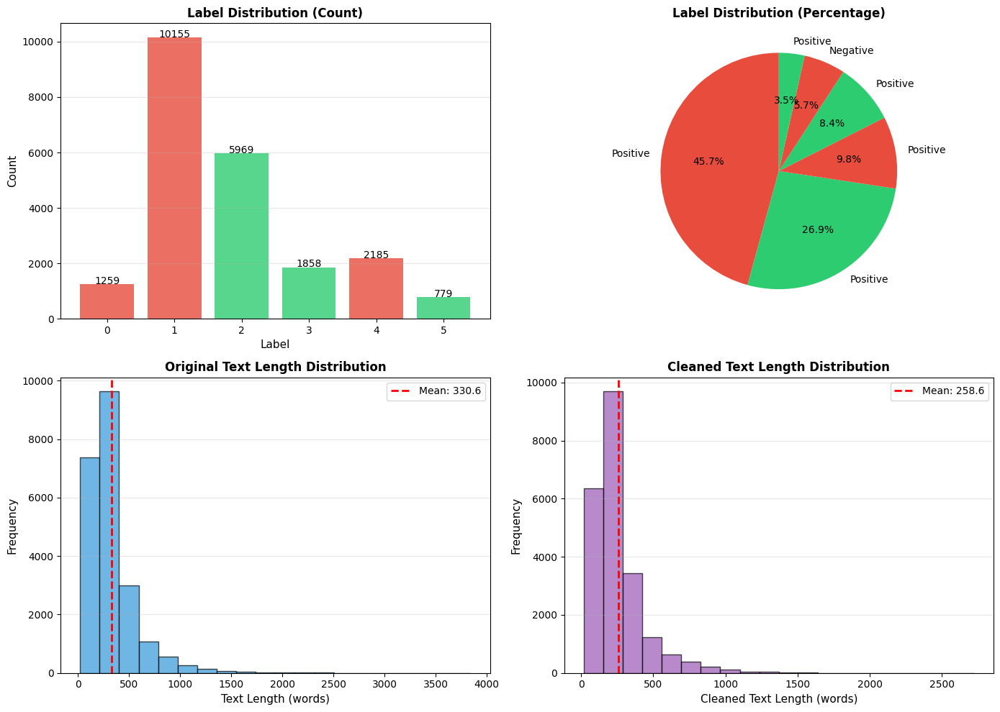 Label Distribution (Count)
10000
8000
6000
4000
2000
0
Count
1259
10155
5969
1858
2185
779
0 1 2 3 4 5
Label
Label Distribution (Percentage)
Positive
Negative
Positive
Positive
Positive
Positive
3.5%
5.7%
8.4%
9.8%
45.7%
26.9%
Original Text Length Distribution
Mean: 330.6
10000
8000
6000
4000
2000
0
Frequency
0 500 1000 1500 2000 2500 3000 3500 4000
Text Length (words)
Cleaned Text Length Distribution
Mean: 258.6
10000
8000
6000
4000
2000
0
Frequency
0 500 1000 1500 2000 2500
Cleaned Text Length (words)